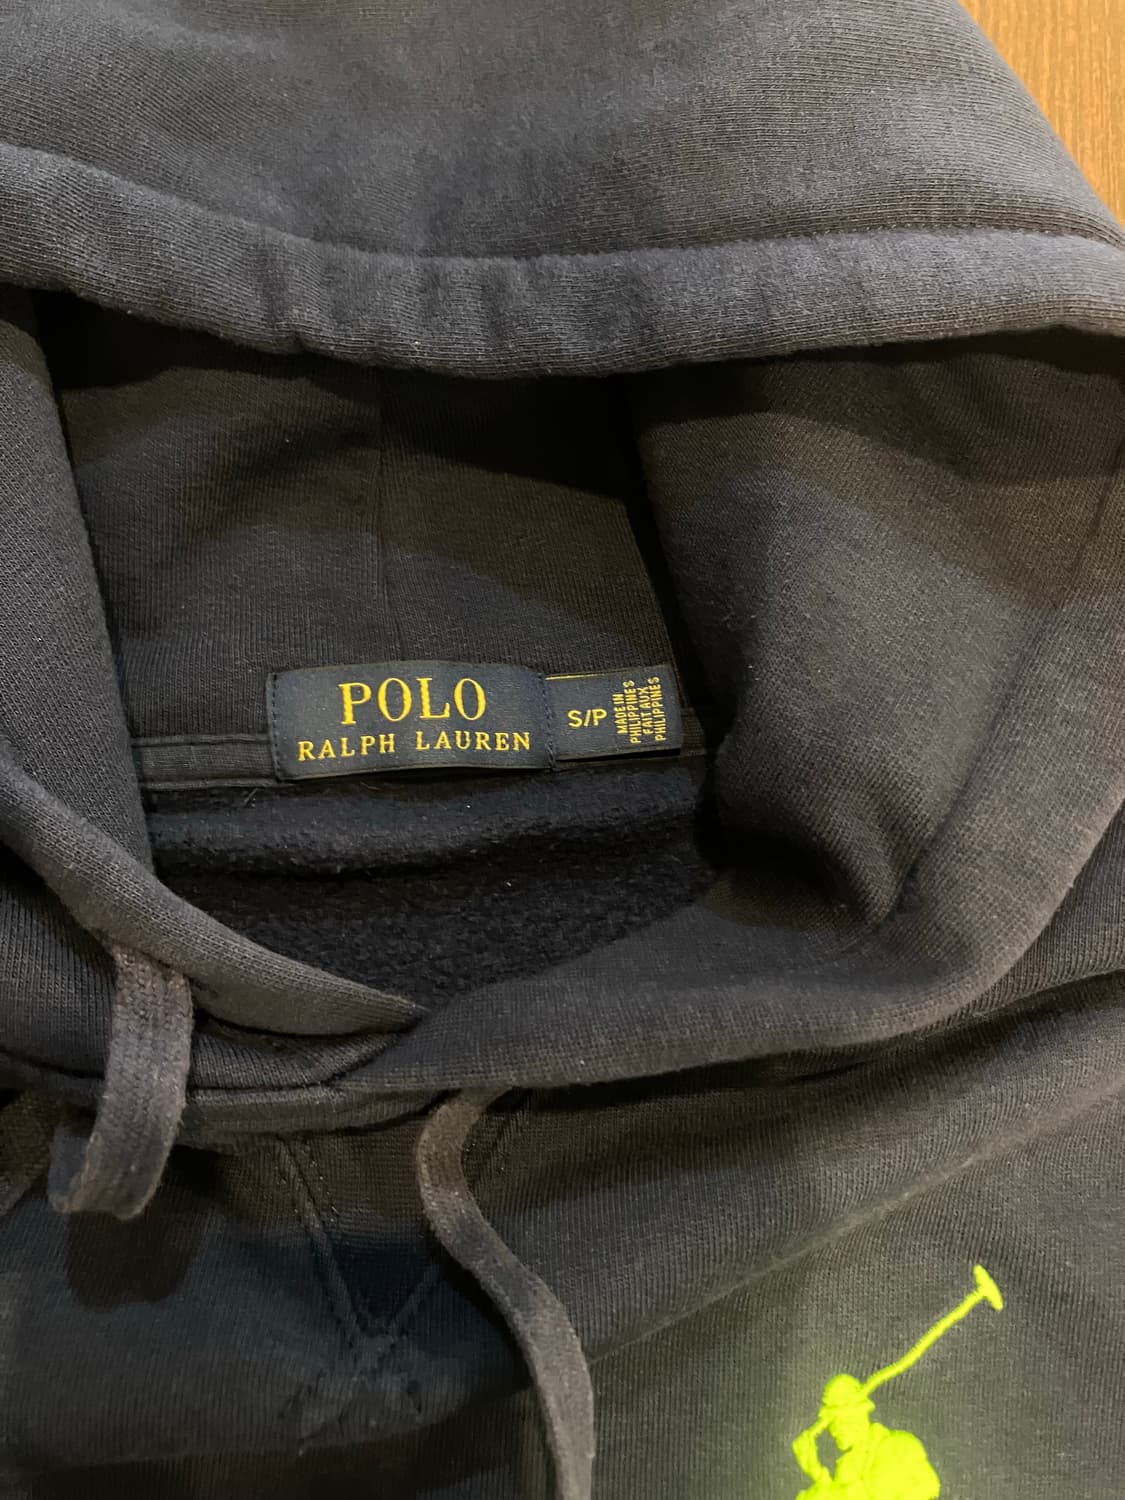 POLO
RALPH LAUREN
S/P
MADE IN
PHILIPPINES
FAIT AUX
PHILIPPINES